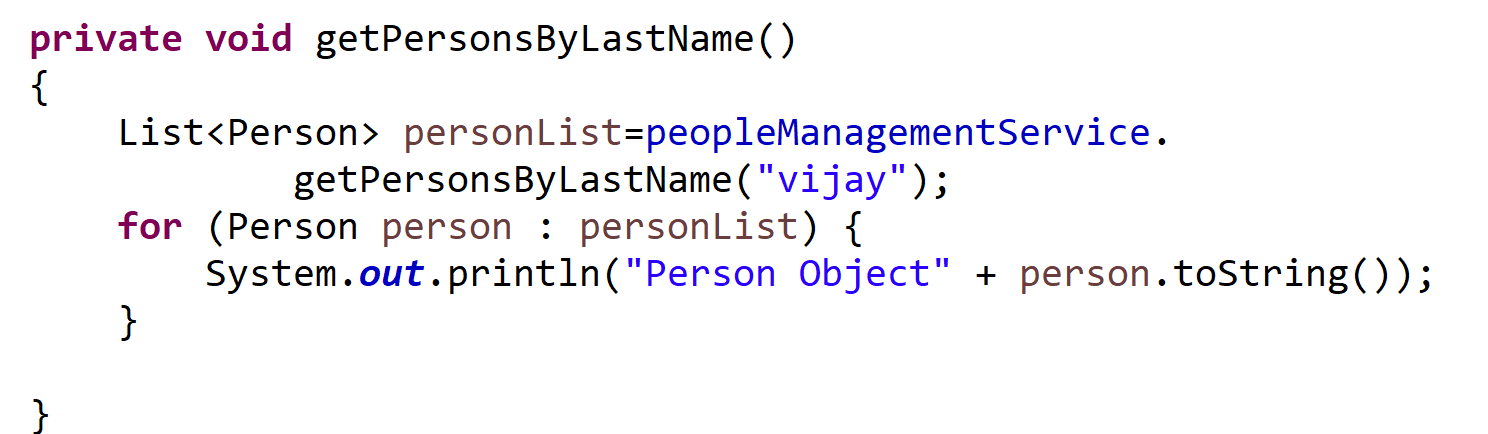 private void getPersonsByLastName()
{
    List<Person> personList=peopleManagementService.
            getPersonsByLastName("vijay");
    for (Person person : personList) {
        System.out.println("Person Object" + person.toString());
    }
}